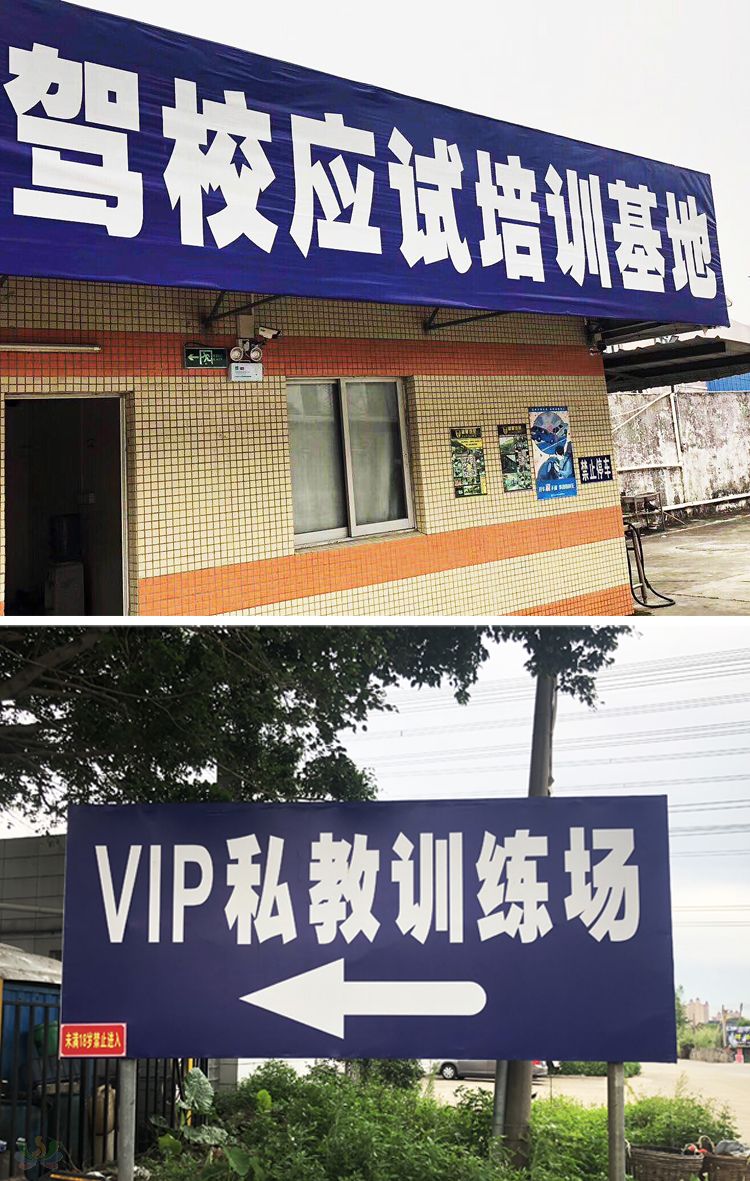 驾校应试培训基地
禁止停车
VIP私教训练场
未满18岁禁止进入